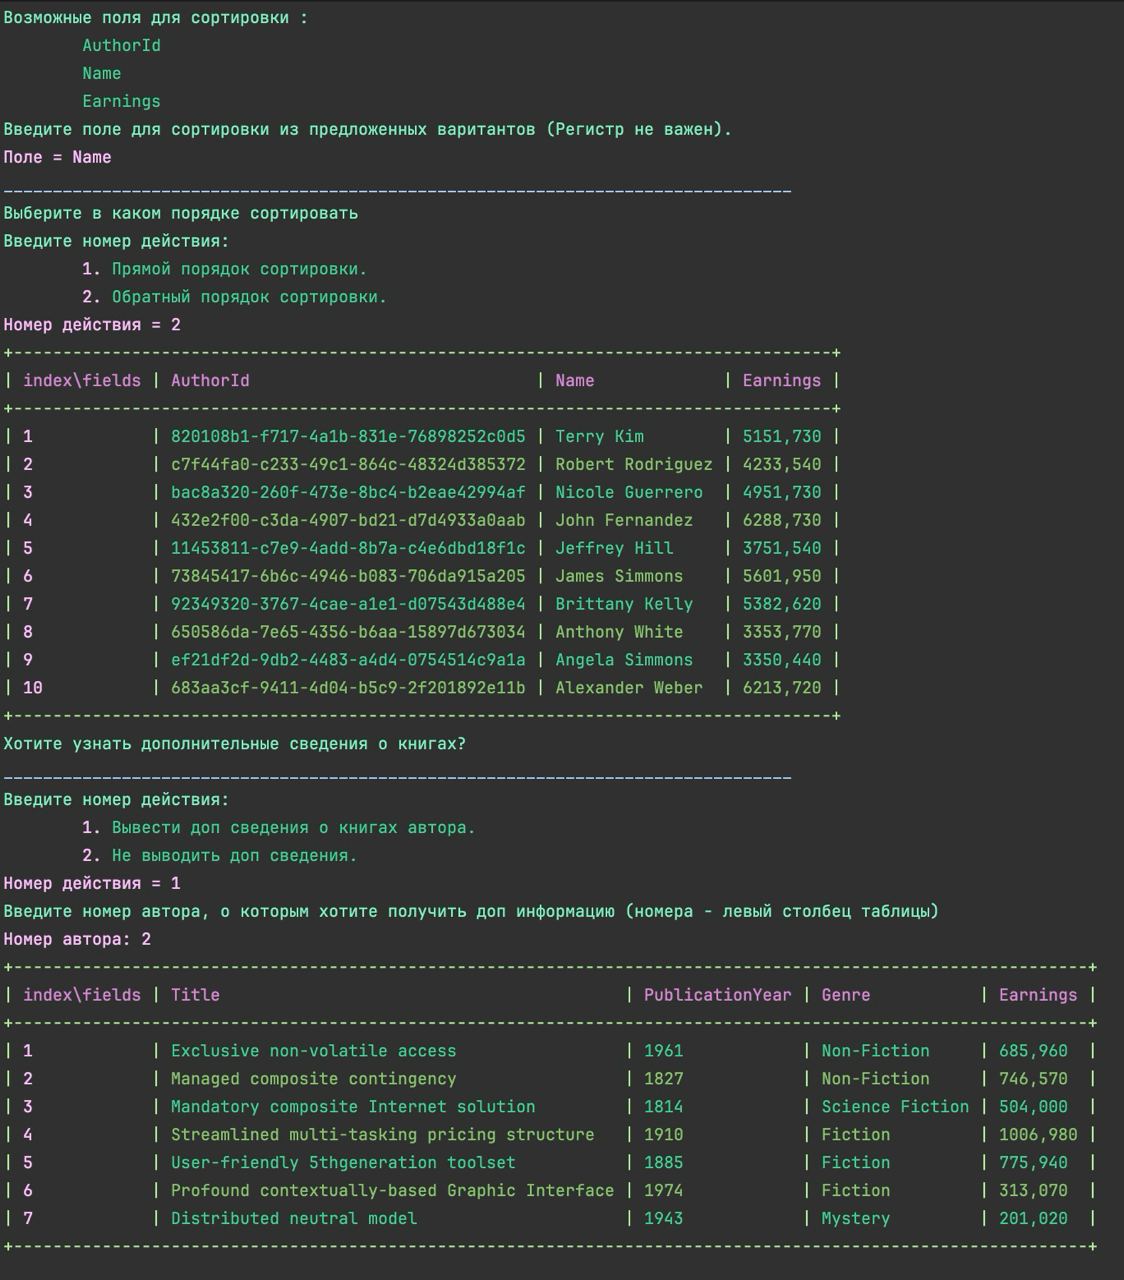 Возможные поля для сортировки :
AuthorId
Name
Earnings
Введите поле для сортировки из предложенных варитантов (Регистр не важен).
Поле = Name
________________________________________________________________________________
Выберите в каком порядке сортировать
Введите номер действия:
1. Прямой порядок сортировки.
2. Обратный порядок сортировки.
Номер действия = 2
+-----------------------------------------------------------------------------------+
| index\fields | AuthorId | Name | Earnings |
+-----------------------------------------------------------------------------------+
| 1 | 820108b1-f717-4a1b-831e-76898252c0d5 | Terry Kim | 5151,730 |
| 2 | c7f44fa0-c233-49c1-864c-48324d385372 | Robert Rodriguez | 4233,540 |
| 3 | bac8a320-260f-473e-8bc4-b2eae42994af | Nicole Guerrero | 4951,730 |
| 4 | 432e2f00-c3da-4907-bd21-d7d4933a0aab | John Fernandez | 6288,730 |
| 5 | 11453811-c7e9-4add-8b7a-c4e6dbd18f1c | Jeffrey Hill | 3751,540 |
| 6 | 73845417-6b6c-4946-b083-706da915a205 | James Simmons | 5601,950 |
| 7 | 92349320-3767-4cae-a1e1-d07543d488e4 | Brittany Kelly | 5382,620 |
| 8 | 650586da-7e65-4356-b6aa-15897d673034 | Anthony White | 3353,770 |
| 9 | ef21df2d-9db2-4483-a4d4-0754514c9a1a | Angela Simmons | 3350,440 |
| 10 | 683aa3cf-9411-4d04-b5c9-2f201892e11b | Alexander Weber | 6213,720 |
+-----------------------------------------------------------------------------------+
Хотите узнать дополнительные сведения о книгах?
________________________________________________________________________________
Введите номер действия:
1. Вывести доп сведения о книгах автора.
2. Не выводить доп сведения.
Номер действия = 1
Введите номер автора, о которым хотите получить доп информацию (номера - левый столбец таблицы)
Номер автора: 2
+-------------------------------------------------------------------------------------------------------------+
| index\fields | Title | PublicationYear | Genre | Earnings |
+-------------------------------------------------------------------------------------------------------------+
| 1 | Exclusive non-volatile access | 1961 | Non-Fiction | 685,960 |
| 2 | Managed composite contingency | 1827 | Non-Fiction | 746,570 |
| 3 | Mandatory composite Internet solution | 1814 | Science Fiction | 504,000 |
| 4 | Streamlined multi-tasking pricing structure | 1910 | Fiction | 1006,980 |
| 5 | User-friendly 5thgeneration toolset | 1885 | Fiction | 775,940 |
| 6 | Profound contextually-based Graphic Interface | 1974 | Fiction | 313,070 |
| 7 | Distributed neutral model | 1943 | Mystery | 201,020 |
+-------------------------------------------------------------------------------------------------------------+